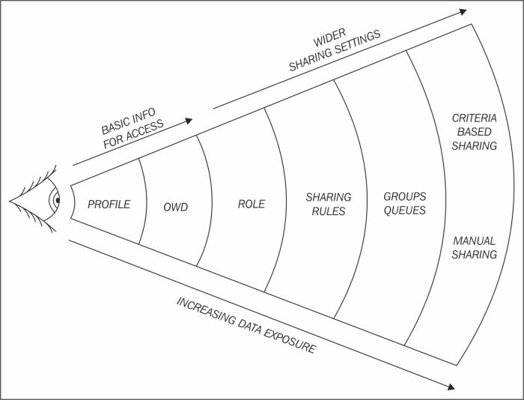 WIDER
SHARING SETTINGS
BASIC INFO
FOR ACCESS
PROFILE
OWD
ROLE
SHARING
RULES
GROUPS
QUEUES
CRITERIA
BASED
SHARING
MANUAL
SHARING
INCREASING DATA EXPOSURE